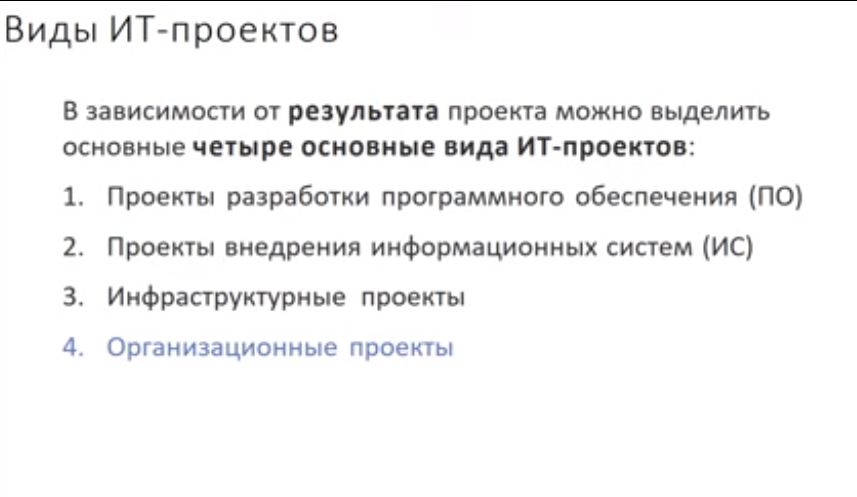 Виды ИТ-проектов
В зависимости от результата проекта можно выделить
основные четыре основные вида ИТ-проектов:
1. Проекты разработки программного обеспечения (ПО)
2. Проекты внедрения информационных систем (ИС)
3. Инфраструктурные проекты
4. Организационные проекты